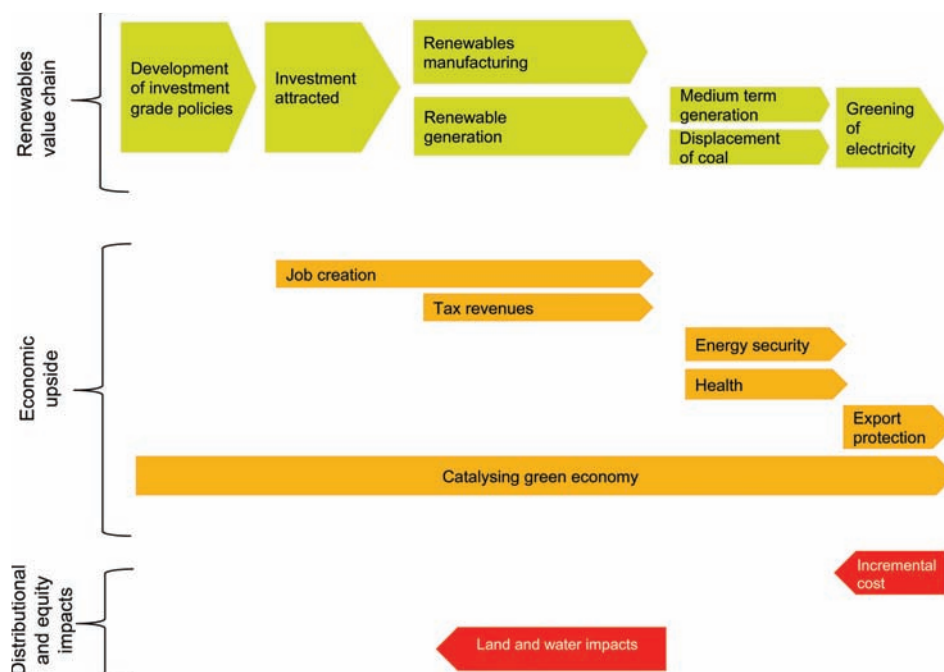 Renewables
value chain
Development
of investment
grade policies
Investment
attracted
Renewables
manufacturing
Renewable
generation
Medium term
generation
Displacement
of coal
Greening
of
electricity
Economic
upside
Job creation
Tax revenues
Energy security
Health
Export
protection
Catalysing green economy
Distributional
and equity
impacts
Incremental
cost
Land and water impacts